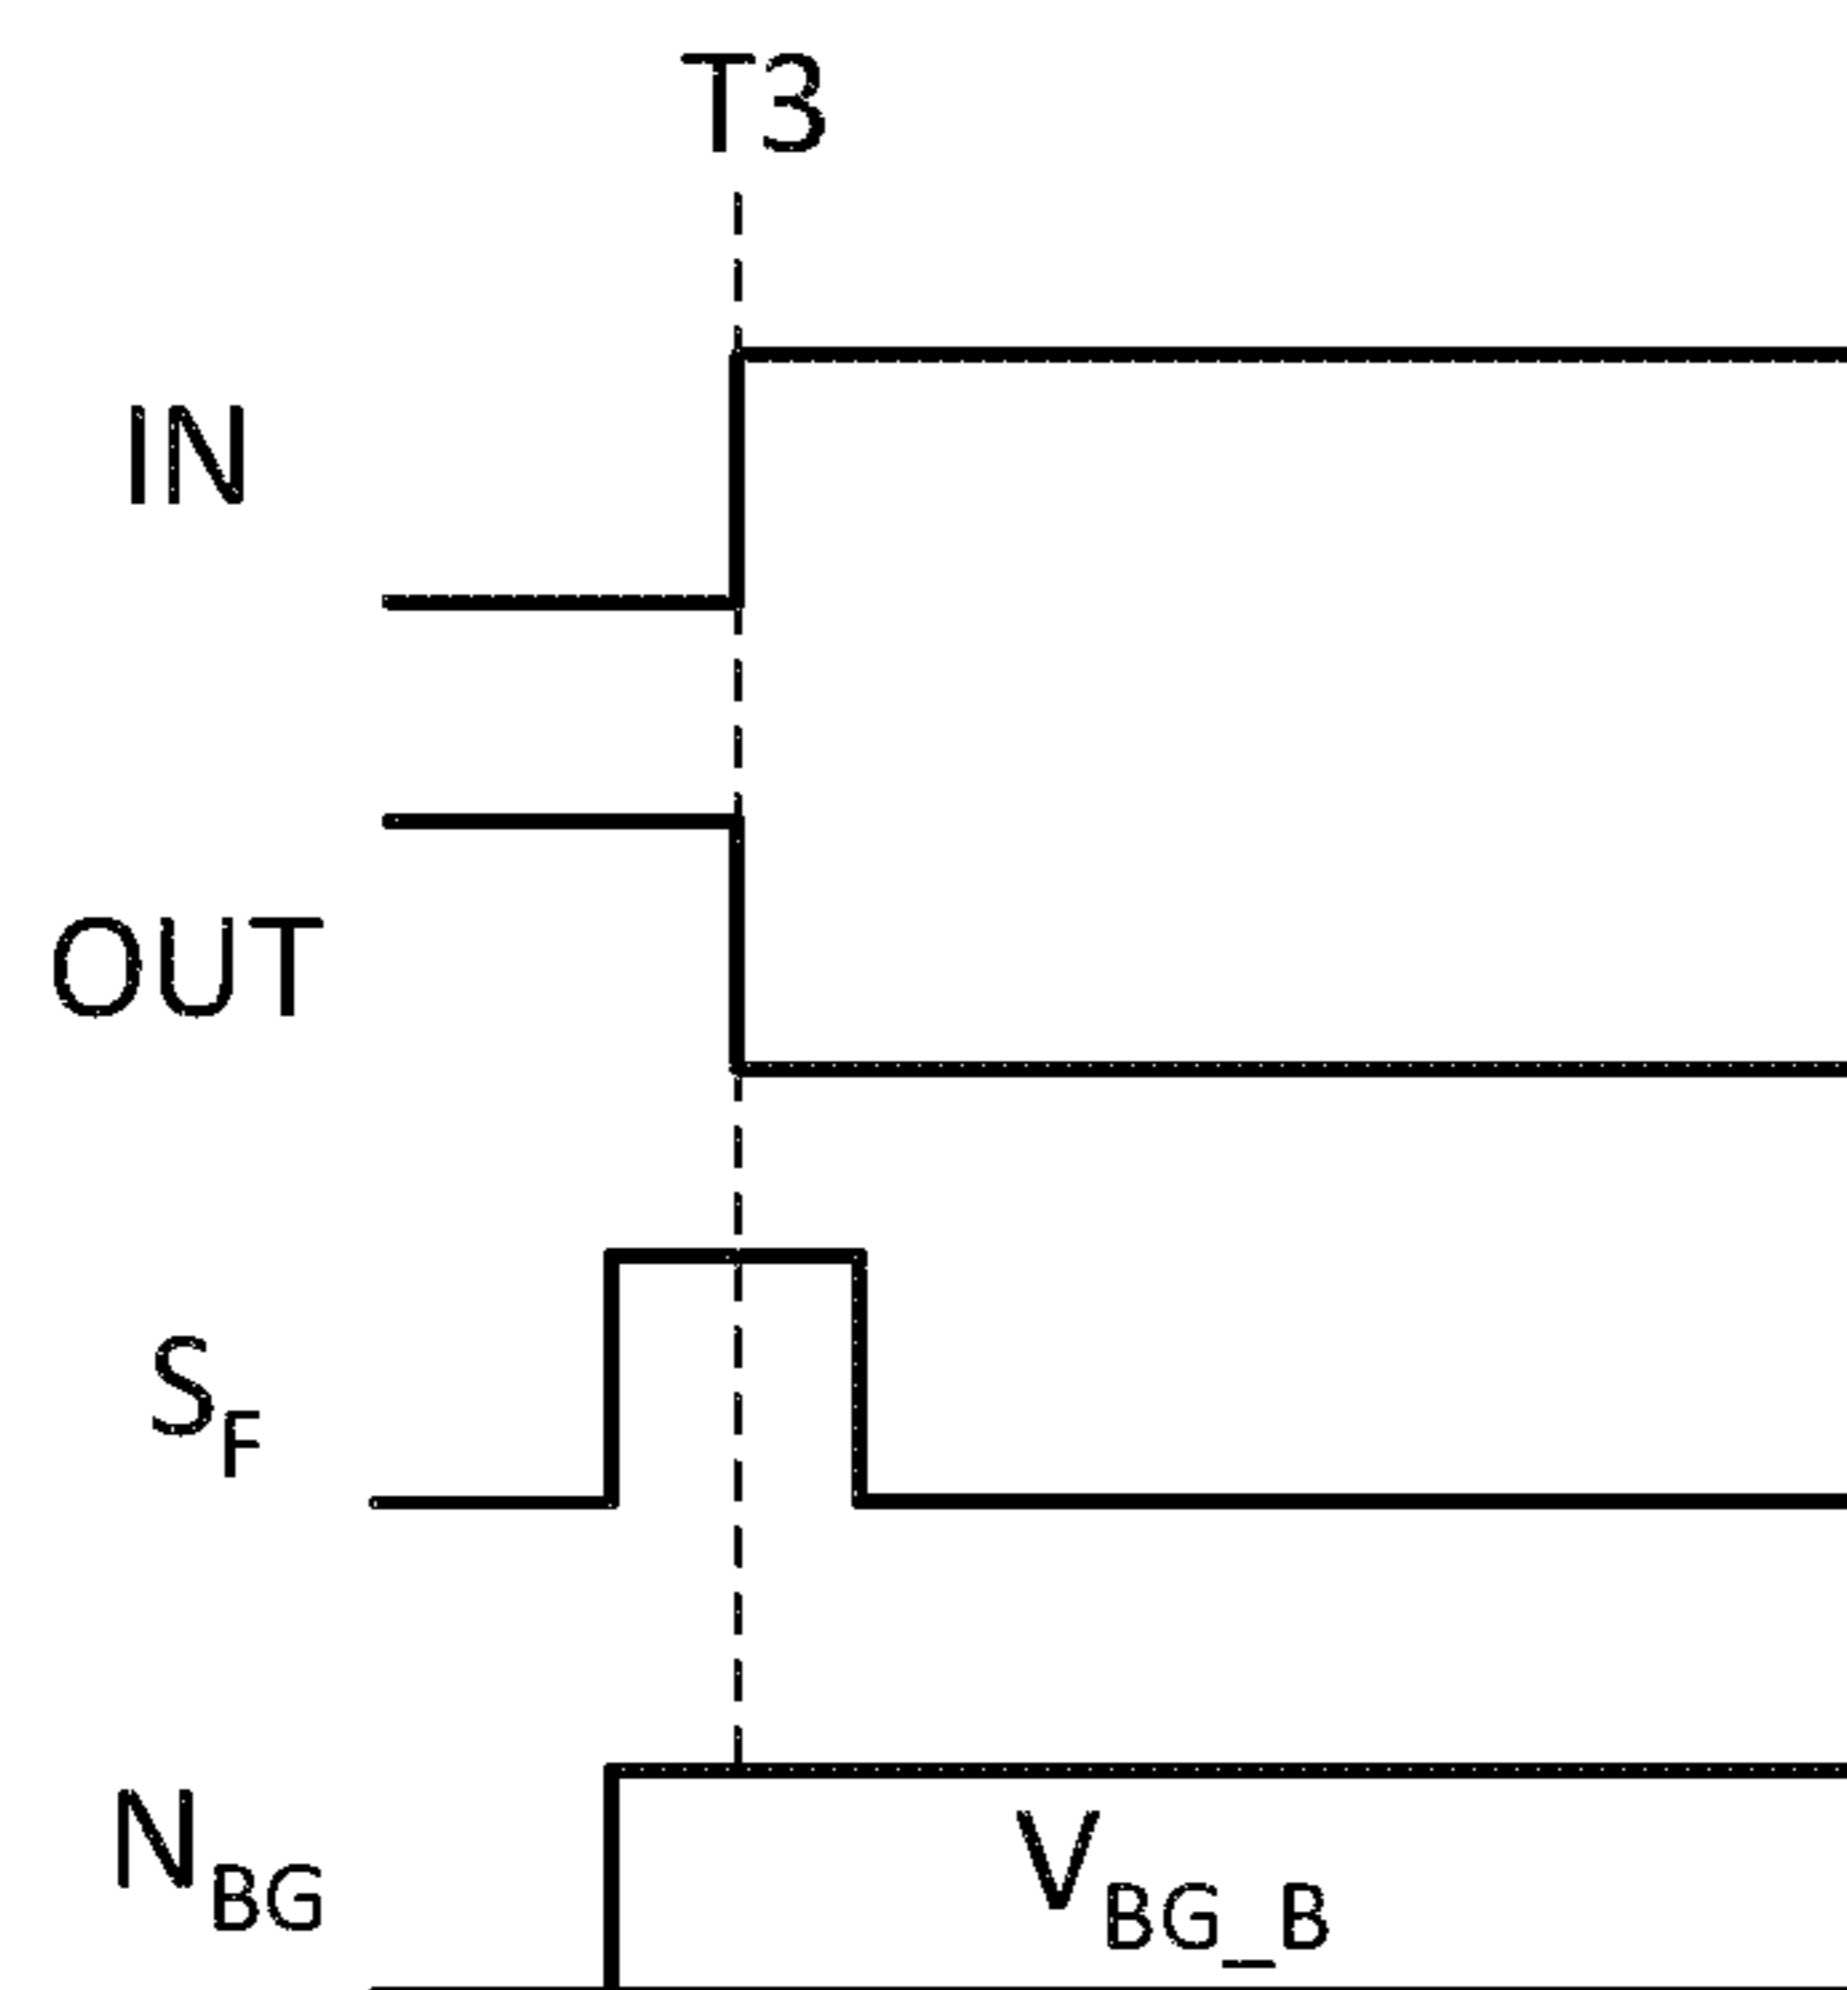 T3
IN
OUT
S_F
N_BG
V_BG_B